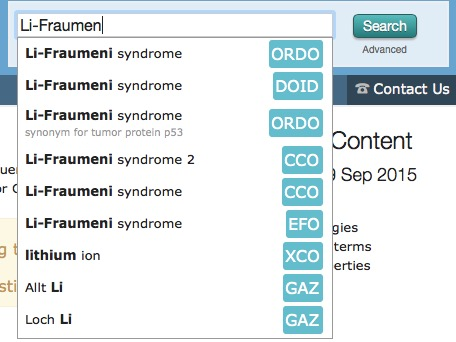 Li-Fraumen
Search
Advanced
Li-Fraumeni syndrome ORDO
Li-Fraumeni syndrome DOID
Li-Fraumeni syndrome ORDO
synonym for tumor protein p53
Li-Fraumeni syndrome 2 CCO
Li-Fraumeni syndrome CCO
Li-Fraumeni syndrome EFO
lithium ion XCO
Allt Li GAZ
Loch Li GAZ
Contact Us
Content
9 Sep 2015
gies
terms
erties